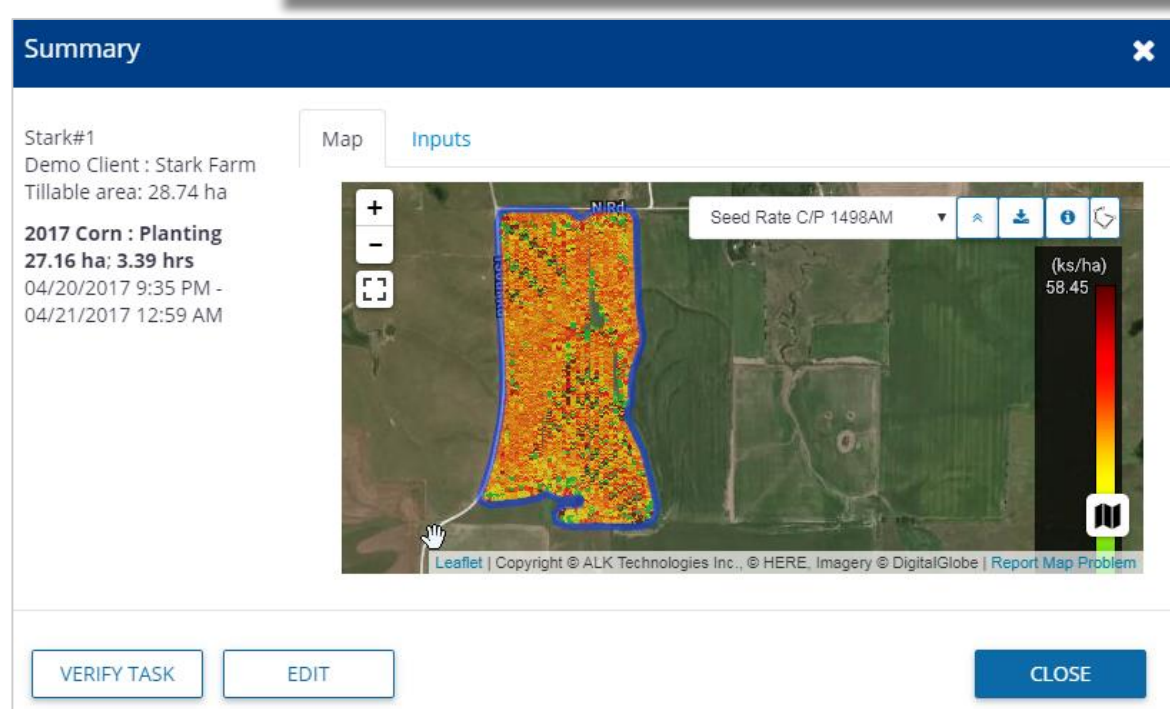 Summary
Stark#1
Demo Client : Stark Farm
Tillable area: 28.74 ha
2017 Corn : Planting
27.16 ha; 3.39 hrs
04/20/2017 9:35 PM -
04/21/2017 12:59 AM
Map Inputs
+
-
N Rd
Seed Rate C/P 1498AM
(ks/ha)
58.45
Leaflet | Copyright © ALK Technologies Inc., © HERE, Imagery © DigitalGlobe | Report Map Problem
VERIFY TASK EDIT CLOSE